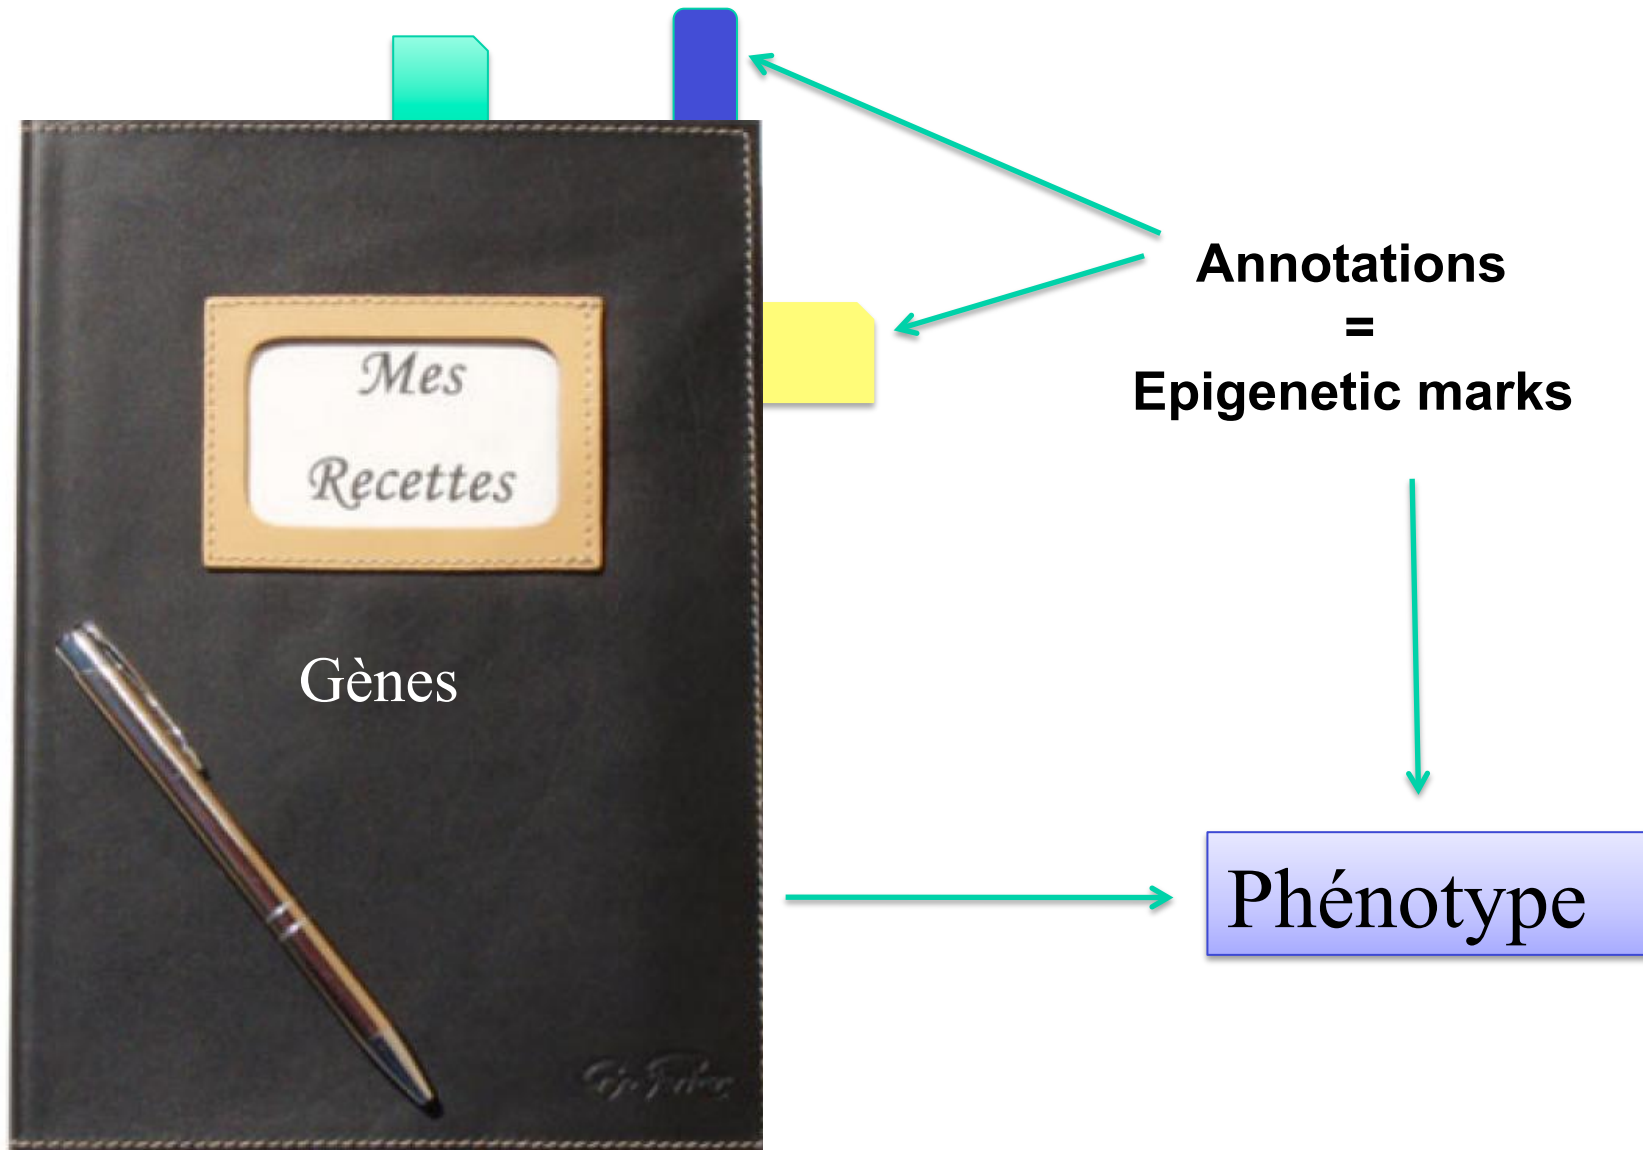 Mes
Recettes
Gènes
Annotations
=
Epigenetic marks
Phénotype